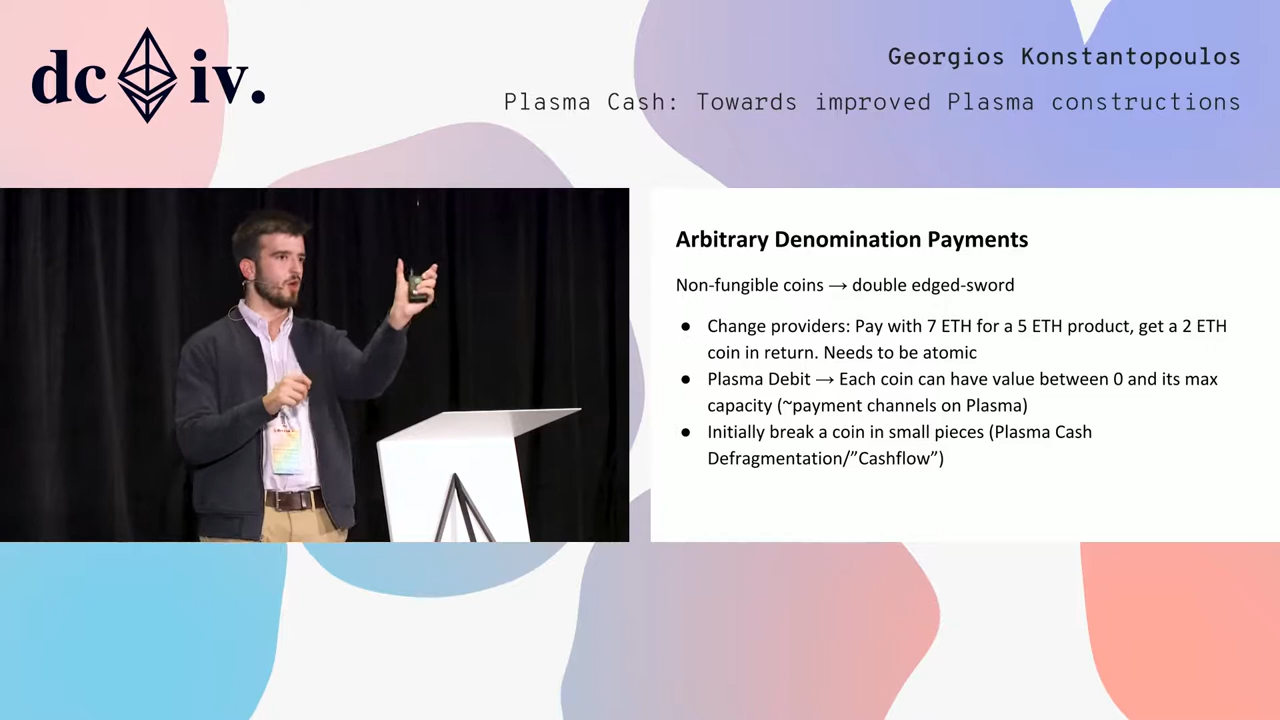 dc iv.
Georgios Konstantopoulos
Plasma Cash: Towards improved Plasma constructions
Arbitrary Denomination Payments
Non-fungible coins → double edged-sword
● Change providers: Pay with 7 ETH for a 5 ETH product, get a 2 ETH
coin in return. Needs to be atomic
● Plasma Debit → Each coin can have value between 0 and its max
capacity (~payment channels on Plasma)
● Initially break a coin in small pieces (Plasma Cash
Defragmentation/”Cashflow”)